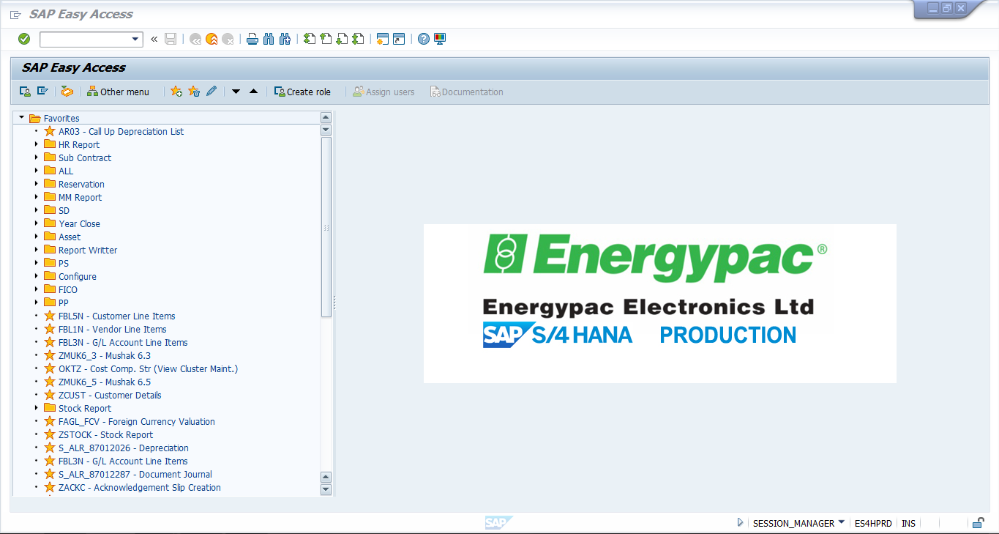 SAP Easy Access
SAP Easy Access
Other menu
Create role
Assign users
Documentation
Favorites
AR03 - Call Up Depreciation List
HR Report
Sub Contract
ALL
Reservation
MM Report
SD
Year Close
Asset
Report Writter
PS
Configure
FICO
PP
FBL5N - Customer Line Items
FBL1N - Vendor Line Items
FBL3N - G/L Account Line Items
ZMUK6_3 - Mushak 6.3
OKTZ - Cost Comp. Str (View Cluster Maint.)
ZMUK6_5 - Mushak 6.5
ZCUST - Customer Details
Stock Report
FAGL_FCV - Foreign Currency Valuation
ZSTOCK - Stock Report
S_ALR_87012026 - Depreciation
FBL3N - G/L Account Line Items
S_ALR_87012287 - Document Journal
ZACKC - Acknowledgement Slip Creation
Energypac®
Energypac Electronics Ltd
SAP S/4 HANA PRODUCTION
SAP
SESSION_MANAGER
ES4HPRD
INS